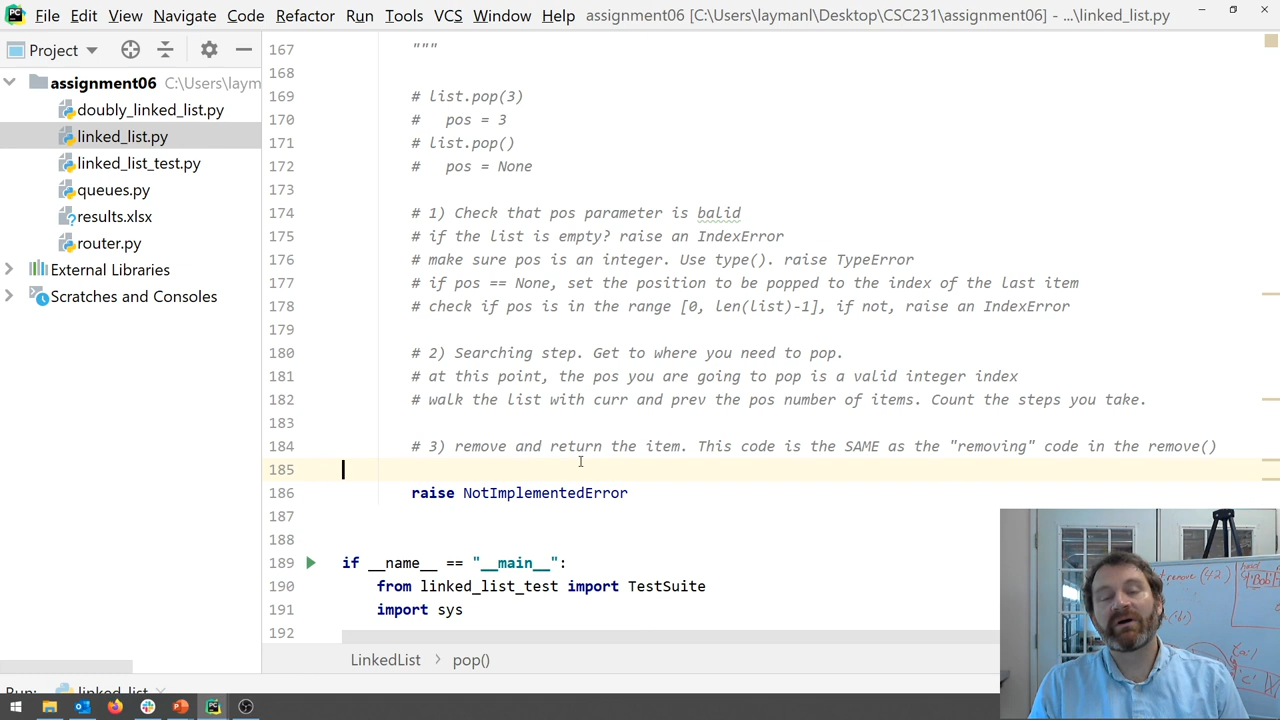 File Edit View Navigate Code Refactor Run Tools VCS Window Help assignment06 [C:\Users\laymanl\Desktop\CSC231\assignment06] - ...\linked_list.py
Project
assignment06 C:\Users\laym
doubly_linked_list.py
linked_list.py
linked_list_test.py
queues.py
results.xlsx
router.py
External Libraries
Scratches and Consoles
167 """
168
169 # list.pop(3)
170 # pos = 3
171 # list.pop()
172 # pos = None
173
174 # 1) Check that pos parameter is balid
175 # if the list is empty? raise an IndexError
176 # make sure pos is an integer. Use type(). raise TypeError
177 # if pos == None, set the position to be popped to the index of the last item
178 # check if pos is in the range [0, len(list)-1], if not, raise an IndexError
179
180 # 2) Searching step. Get to where you need to pop.
181 # at this point, the pos you are going to pop is a valid integer index
182 # walk the list with curr and prev the pos number of items. Count the steps you take.
183
184 # 3) remove and return the item. This code is the SAME as the "removing" code in the remove()
185
186 raise NotImplementedError
187
188
189 if __name__ == "__main__":
190 from linked_list_test import TestSuite
191 import sys
192
LinkedList > pop()
Run: linked_list
remove (42)
head
'Bob'
'c'